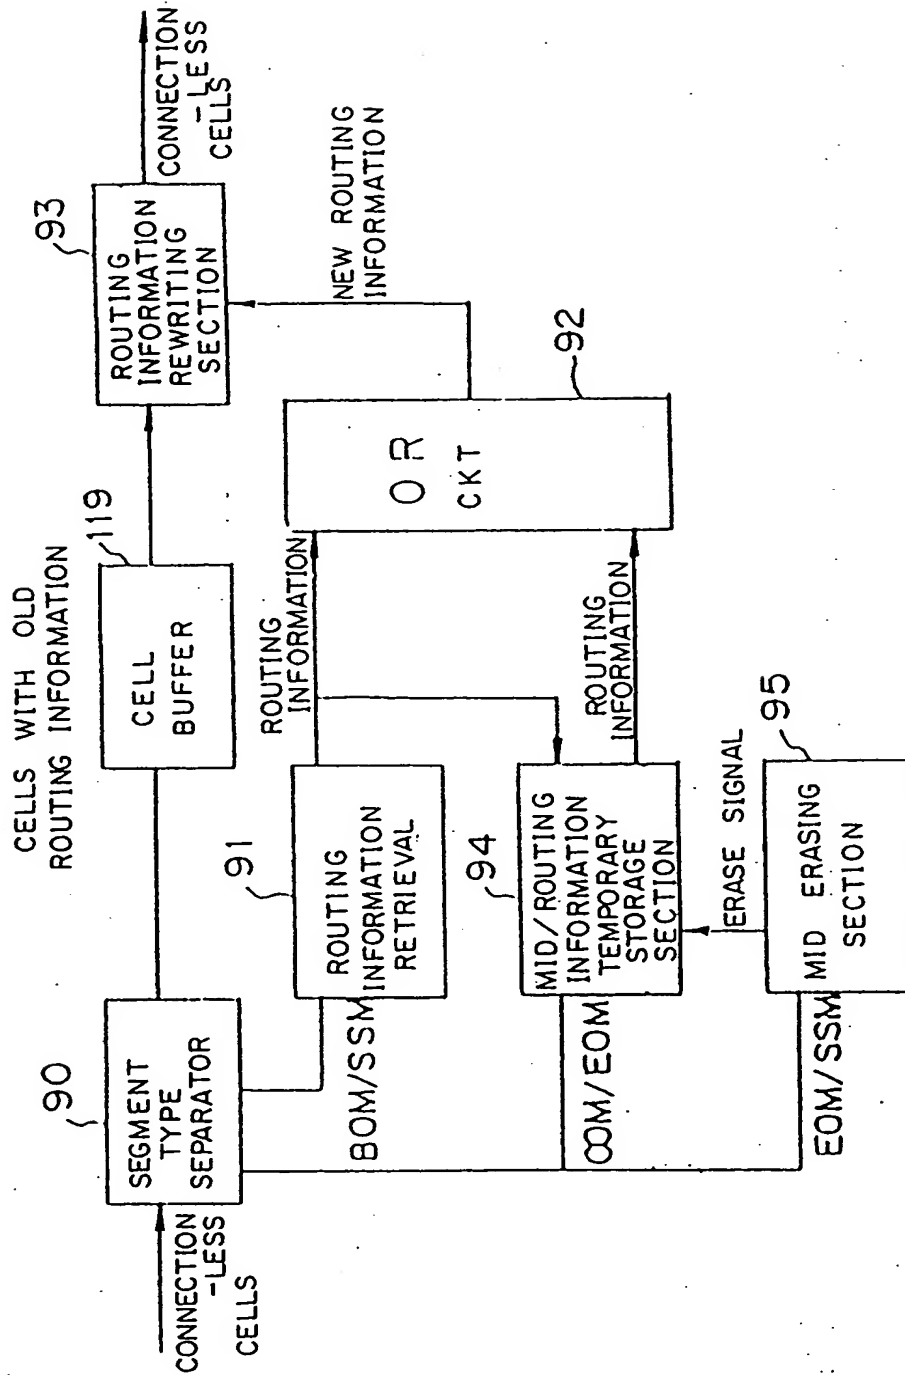 CONNECTION
-LESS
CELLS
90
SEGMENT
TYPE
SEPARATOR
CELLS WITH OLD
ROUTING INFORMATION
119
CELL
BUFFER
93
ROUTING
INFORMATION
REWRITING
SECTION
CONNECTION
-LESS
CELLS
BOM/SSM
91
ROUTING
INFORMATION
RETRIEVAL
ROUTING
INFORMATION
OR
CKT
92
NEW ROUTING
INFORMATION
COM/EOM
94
MID/ROUTING
INFORMATION
TEMPORARY
STORAGE
SECTION
ROUTING
INFORMATION
EOM/SSM
ERASE SIGNAL
95
MID ERASING
SECTION